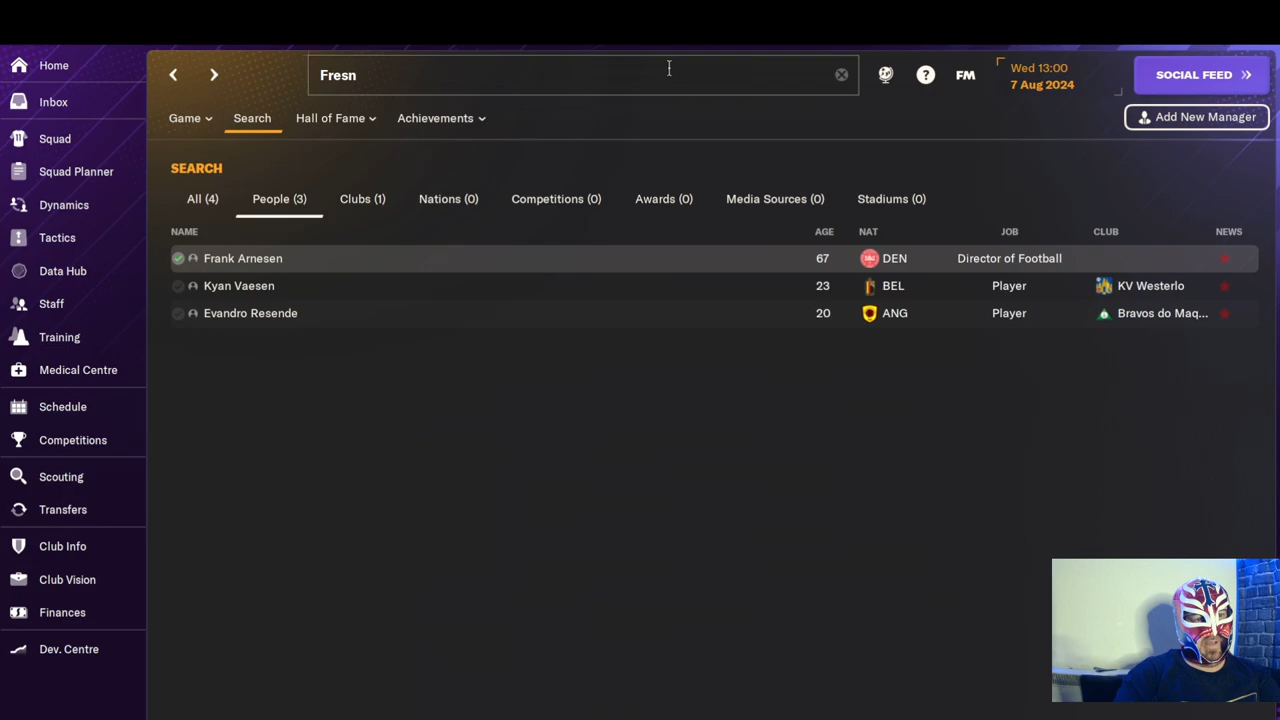 Home
Inbox
Squad
Squad Planner
Dynamics
Tactics
Data Hub
Staff
Training
Medical Centre
Schedule
Competitions
Scouting
Transfers
Club Info
Club Vision
Finances
Dev. Centre
Fresn
FM
Wed 13:00
7 Aug 2024
SOCIAL FEED
Game Search Hall of Fame Achievements
Add New Manager
SEARCH
All (4) People (3) Clubs (1) Nations (0) Competitions (0) Awards (0) Media Sources (0) Stadiums (0)
NAME AGE NAT JOB CLUB NEWS
Frank Arnesen 67 DEN Director of Football
Kyan Vaesen 23 BEL Player KV Westerlo
Evandro Resende 20 ANG Player Bravos do Maq...